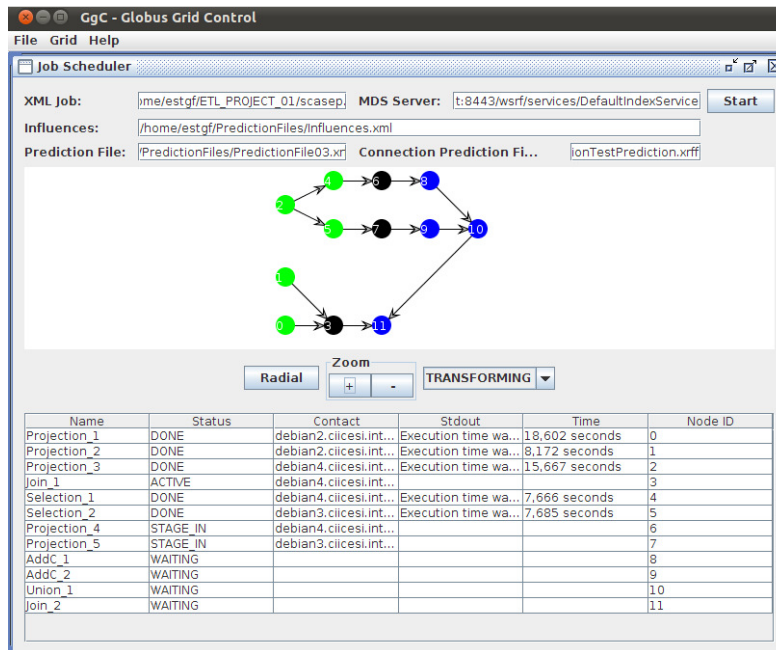 GgC - Globus Grid Control
File Grid Help
Job Scheduler
XML Job: ome/estgf/ETL_PROJECT_01/scasep. MDS Server: t:8443/wsrf/services/DefaultIndexService Start
Influences: /home/estgf/PredictionFiles/Influences.xml
Prediction File: /PredictionFiles/PredictionFile03.xr Connection Prediction Fi... ionTestPrediction.xrff
4 6 8
2
5 7 9 10
1
0 3 11
Zoom
Radial + - TRANSFORMING
Name Status Contact Stdout Time Node ID
Projection_1 DONE debian2.ciicesi.int... Execution time wa... 18,602 seconds 0
Projection_2 DONE debian2.ciicesi.int... Execution time wa... 8,172 seconds 1
Projection_3 DONE debian4.ciicesi.int... Execution time wa... 15,667 seconds 2
Join_1 ACTIVE debian2.ciicesi.int... 3
Selection_1 DONE debian4.ciicesi.int... Execution time wa... 7,666 seconds 4
Selection_2 DONE debian3.ciicesi.int... Execution time wa... 7,685 seconds 5
Projection_4 STAGE_IN debian4.ciicesi.int... 6
Projection_5 STAGE_IN debian3.ciicesi.int... 7
AddC_1 WAITING 8
AddC_2 WAITING 9
Union_1 WAITING 10
Join_2 WAITING 11